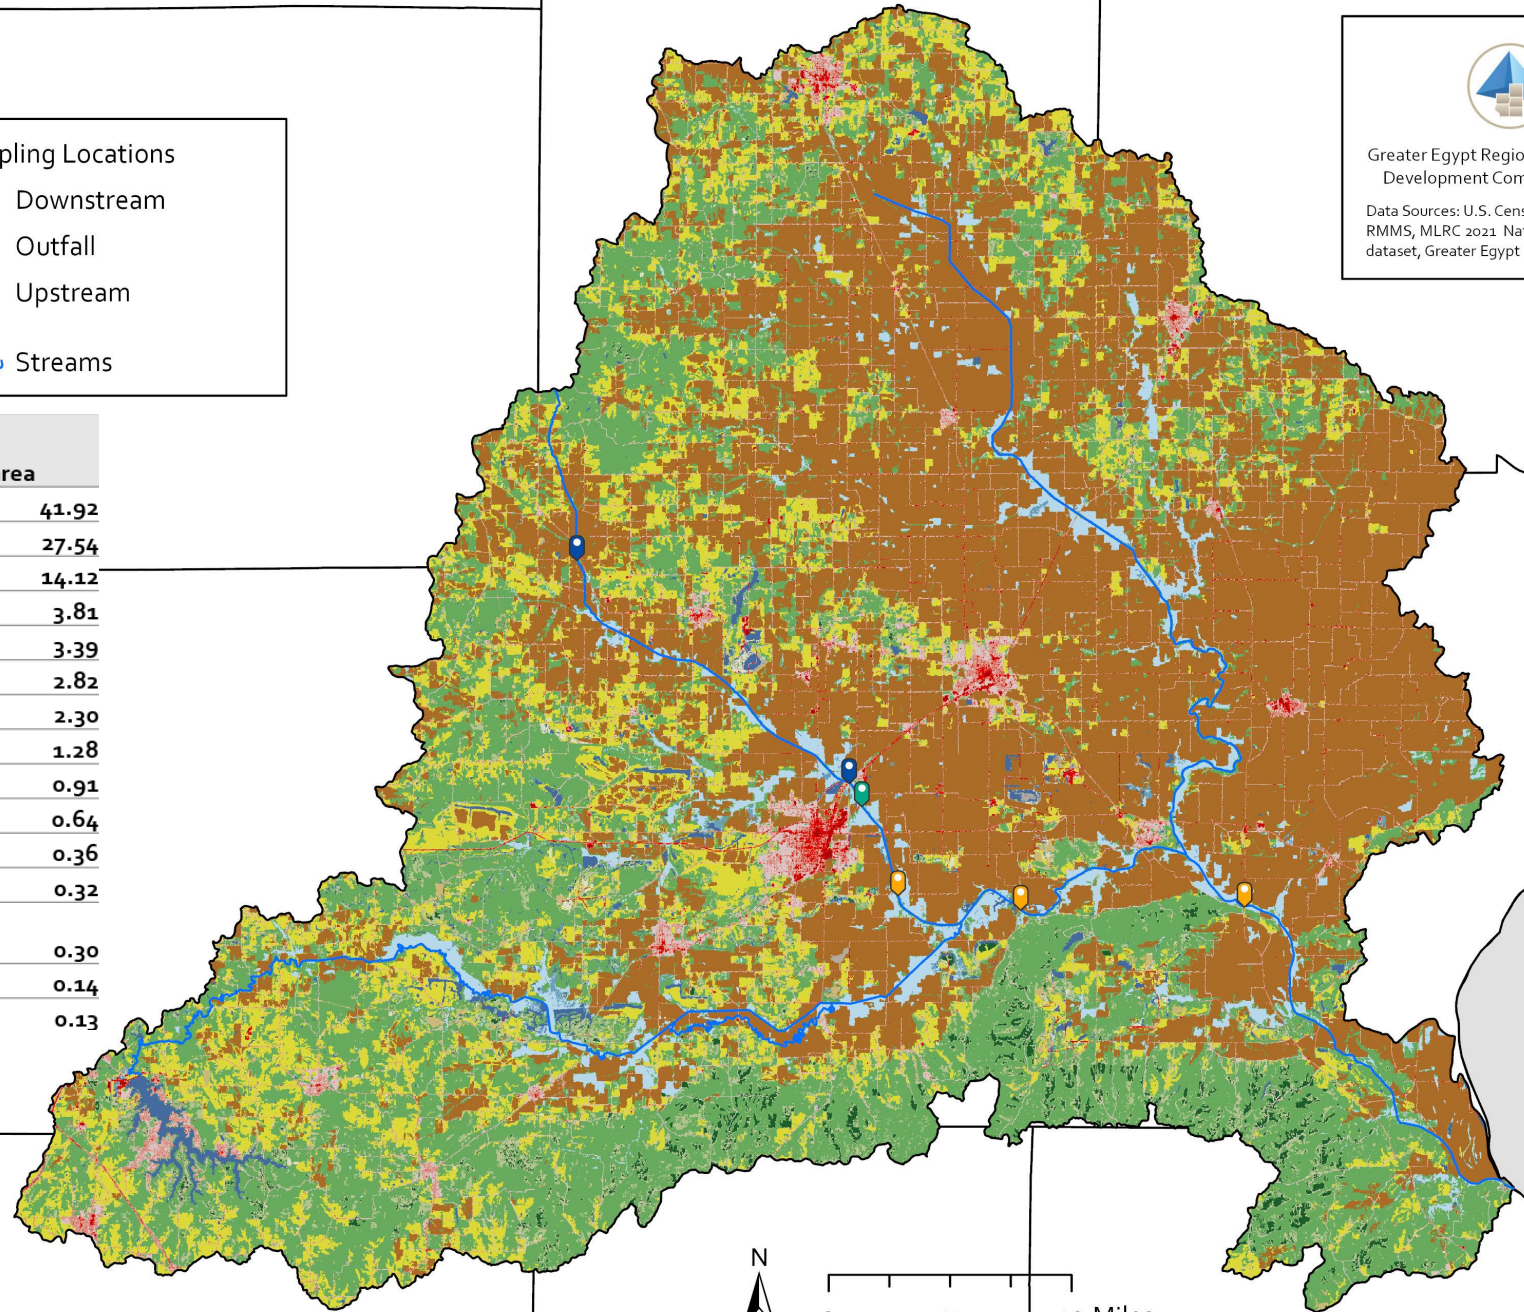 pling Locations
Downstream
Outfall
Upstream
Streams
rea
41.92
27.54
14.12
3.81
3.39
2.82
2.30
1.28
0.91
0.64
0.36
0.32
0.30
0.14
0.13
Greater Egypt Regio
Development Com
Data Sources: U.S. Cens
RMMS, MLRC 2021 Nat
dataset, Greater Egypt
N
Miles